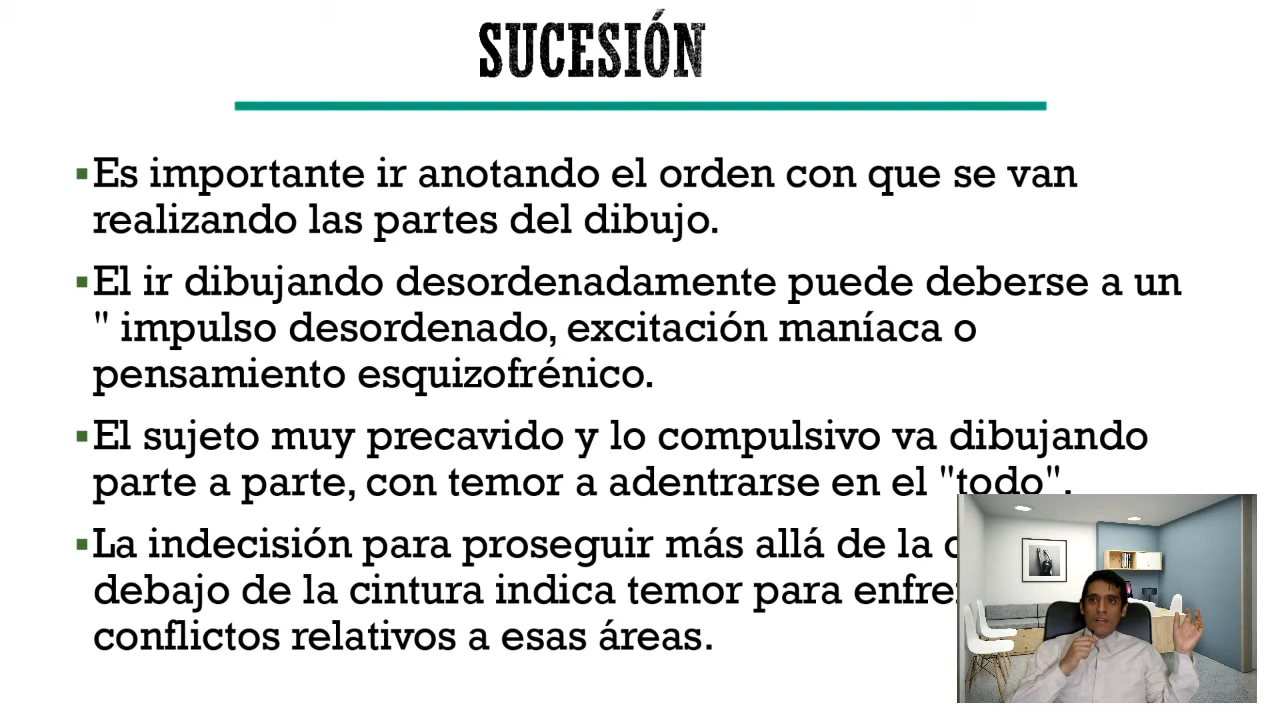 SUCESIÓN
▪Es importante ir anotando el orden con que se van
realizando las partes del dibujo.
▪El ir dibujando desordenadamente puede deberse a un
" impulso desordenado, excitación maníaca o
pensamiento esquizofrénico.
▪El sujeto muy precavido y lo compulsivo va dibujando
parte a parte, con temor a adentrarse en el "todo".
▪La indecisión para proseguir más allá de la
debajo de la cintura indica temor para
conflictos relativos a esas áreas.